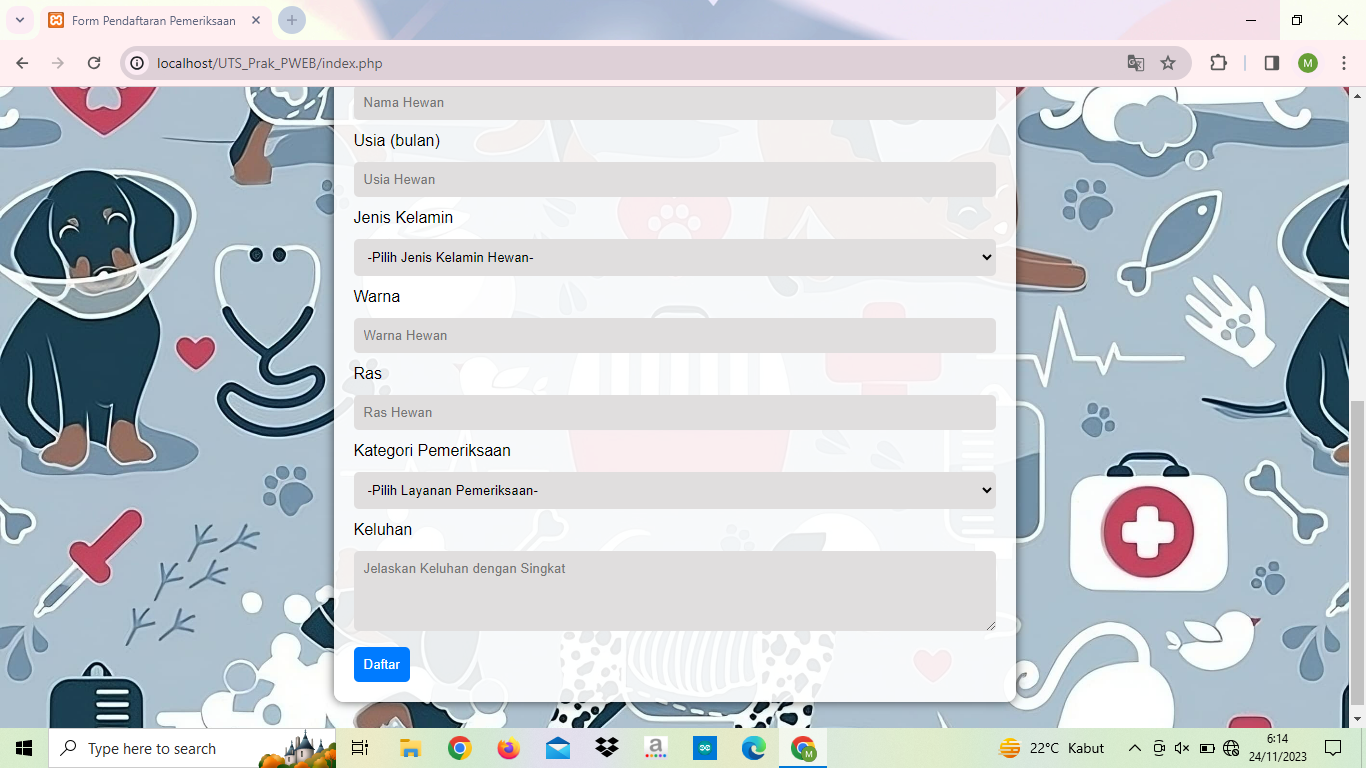 Form Pendaftaran Pemeriksaan
localhost/UTS_Prak_PWEB/index.php
M
Nama Hewan
Usia (bulan)
Usia Hewan
Jenis Kelamin
-Pilih Jenis Kelamin Hewan-
Warna
Warna Hewan
Ras
Ras Hewan
Kategori Pemeriksaan
-Pilih Layanan Pemeriksaan-
Keluhan
Jelaskan Keluhan dengan Singkat
Daftar
Type here to search
a
M
22°C Kabut
6:14
24/11/2023